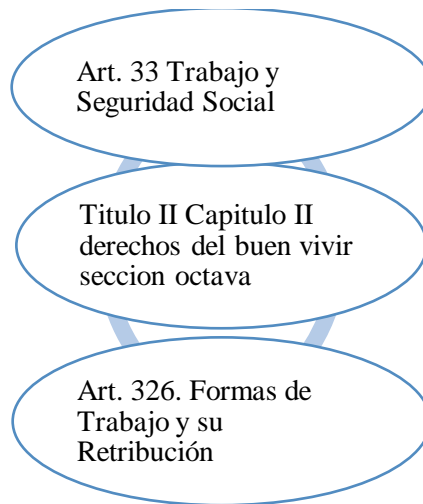 Art. 33 Trabajo y
Seguridad Social
Titulo II Capitulo II
derechos del buen vivir
seccion octava
Art. 326. Formas de
Trabajo y su
Retribución